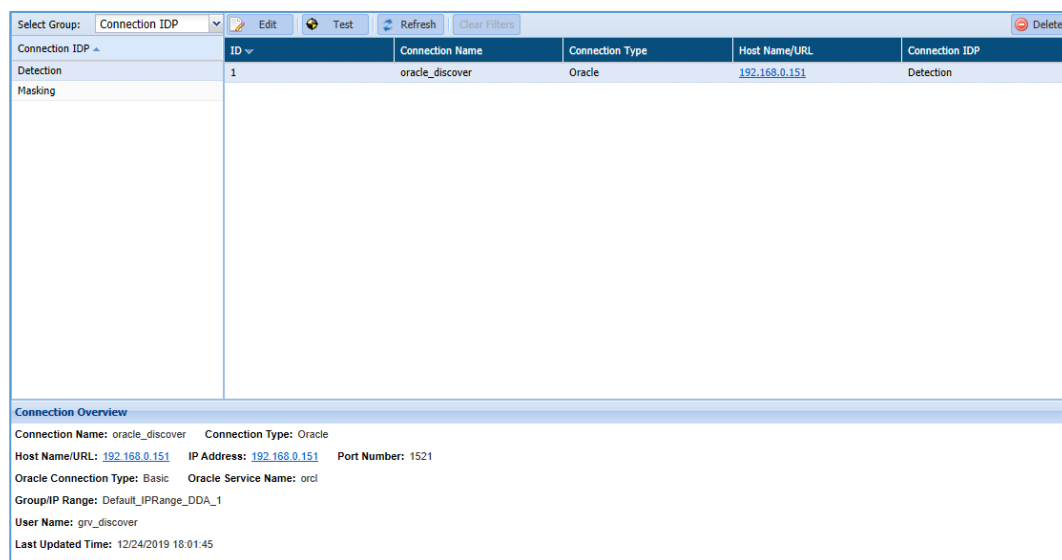 Select Group: Connection IDP Edit Test Refresh Clear Filters Delete
Connection IDP ID Connection Name Connection Type Host Name/URL Connection IDP
Detection 1 oracle_discover Oracle 192.168.0.151 Detection
Masking
Connection Overview
Connection Name: oracle_discover Connection Type: Oracle
Host Name/URL: 192.168.0.151 IP Address: 192.168.0.151 Port Number: 1521
Oracle Connection Type: Basic Oracle Service Name: orcl
Group/IP Range: Default_IPRange_DDA_1
User Name: grv_discover
Last Updated Time: 12/24/2019 18:01:45